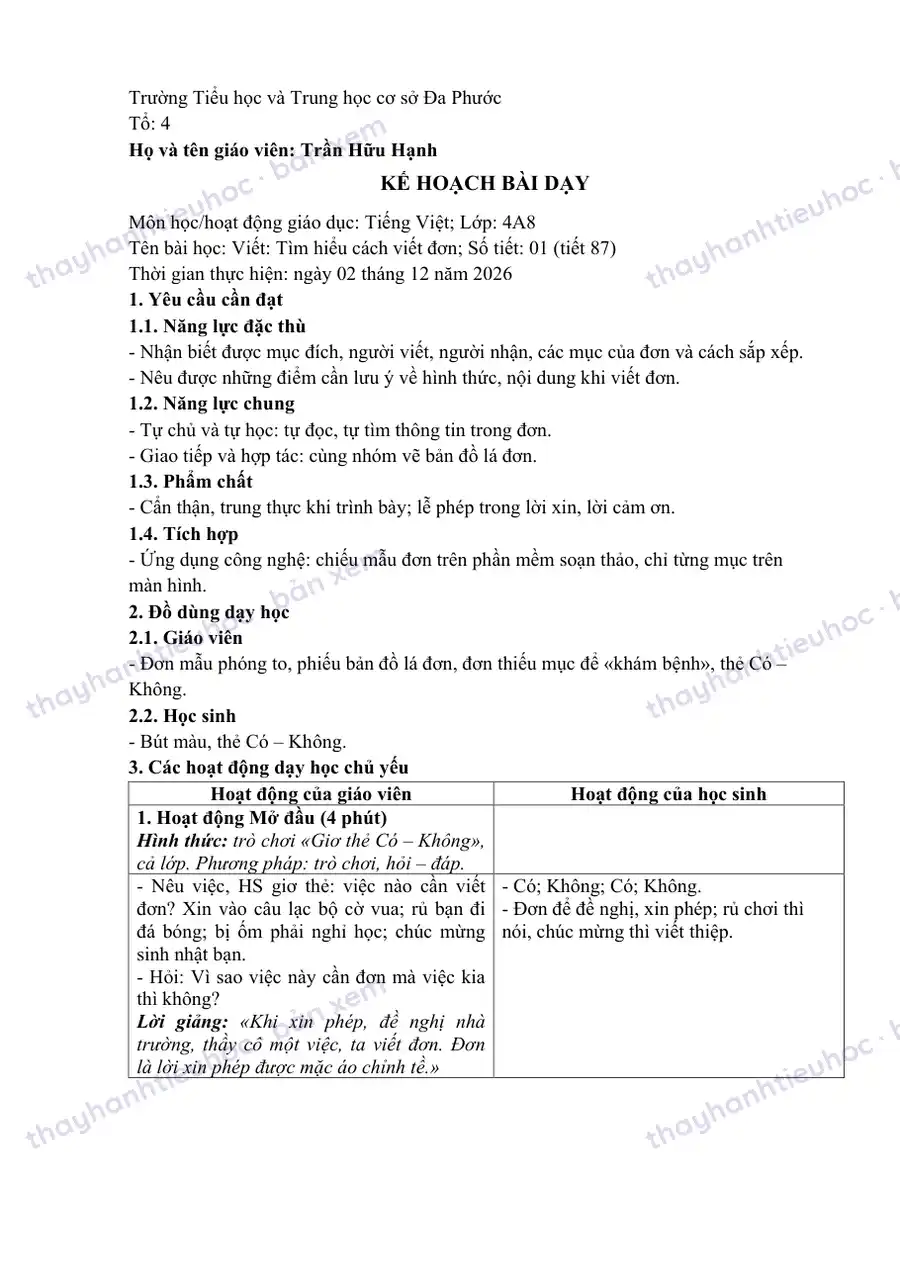 Trường Tiểu học và Trung học cơ sở Đa Phước
Tổ: 4
Họ và tên giáo viên: Trần Hữu Hạnh
KẾ HOẠCH BÀI DẠY
Môn học/hoạt động giáo dục: Tiếng Việt; Lớp: 4A8
Tên bài học: Viết: Tìm hiểu cách viết đơn; Số tiết: 01 (tiết 87)
Thời gian thực hiện: ngày 02 tháng 12 năm 2026
1. Yêu cầu cần đạt
1.1. Năng lực đặc thù
- Nhận biết được mục đích, người viết, người nhận, các mục của đơn và cách sắp xếp.
- Nêu được những điểm cần lưu ý về hình thức, nội dung khi viết đơn.
1.2. Năng lực chung
- Tự chủ và tự học: tự đọc, tự tìm thông tin trong đơn.
- Giao tiếp và hợp tác: cùng nhóm vẽ bản đồ lá đơn.
1.3. Phẩm chất
- Cẩn thận, trung thực khi trình bày; lễ phép trong lời xin, lời cảm ơn.
1.4. Tích hợp
- Ứng dụng công nghệ: chiếu mẫu đơn trên phần mềm soạn thảo, chỉ từng mục trên
màn hình.
2. Đồ dùng dạy học
2.1. Giáo viên
- Đơn mẫu phóng to, phiếu bản đồ lá đơn, đơn thiếu mục để «khám bệnh», thẻ Có –
Không.
2.2. Học sinh
- Bút màu, thẻ Có – Không.
3. Các hoạt động dạy học chủ yếu
Hoạt động của giáo viên
Hoạt động của học sinh
1. Hoạt động Mở đầu (4 phút)
Hình thức: trò chơi «Giơ thẻ Có – Không»,
cả lớp. Phương pháp: trò chơi, hỏi – đáp.
- Nêu việc, HS giơ thẻ: việc nào cần viết
đơn? Xin vào câu lạc bộ cờ vua; rủ bạn đi
đá bóng; bị ốm phải nghỉ học; chúc mừng
sinh nhật bạn.
- Hỏi: Vì sao việc này cần đơn mà việc kia
thì không?
Lời giảng: «Khi xin phép, đề nghị nhà
trường, thầy cô một việc, ta viết đơn. Đơn
là lời xin phép được mặc áo chỉnh tề.»
- Có; Không; Có; Không.
- Đơn để đề nghị, xin phép; rủ chơi thì
nói, chúc mừng thì viết thiệp.
thayhanhtieuhoc · bản xem
thayhanhtieuhoc · b
thayhanhtieuhoc · bản xem
thayhanhtieuhoc · b
thayhanhtieuhoc · bản xem
thayhanhtieuhoc · b